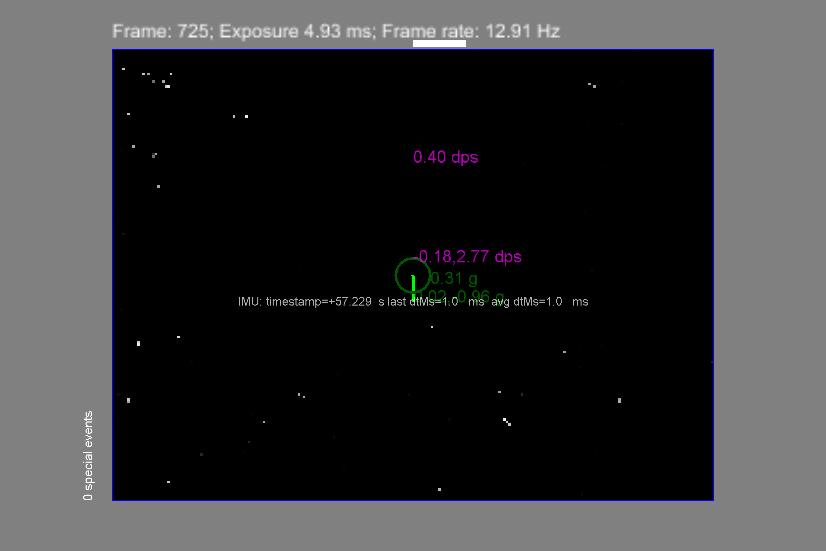 Frame: 725; Exposure 4.93 ms; Frame rate: 12.91 Hz
0.40 dps
-0.18,2.77 dps
0.31 g
0.96 g
IMU: timestamp=+57.229 s last dtMs=1.0 ms avg dtMs=1.0 ms
0 special events